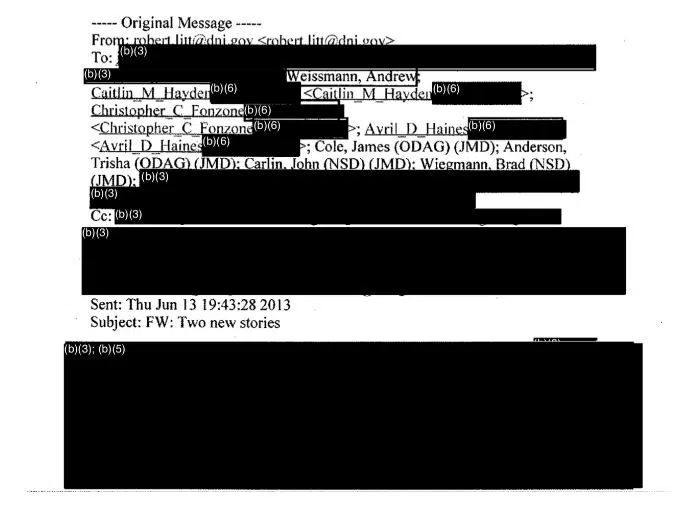 ----- Original Message -----
From: robert.litt@dni.gov <robert.litt@dni.gov>
To: (b)(3)
(b)(3) Weissmann, Andrew;
Caitlin_M_Hayden (b)(6) <Caitlin_M_Hayden (b)(6) >;
Christopher_C_Fonzone (b)(6)
<Christopher_C_Fonzone (b)(6) >; Avril_D_Haines (b)(6)
<Avril_D_Haines (b)(6) >; Cole, James (ODAG) (JMD); Anderson,
Trisha (ODAG) (JMD); Carlin, John (NSD) (JMD); Wiegmann, Brad (NSD)
(JMD); (b)(3)
(b)(3)
Cc: (b)(3)
(b)(3)
Sent: Thu Jun 13 19:43:28 2013
Subject: FW: Two new stories
(b)(3); (b)(5)